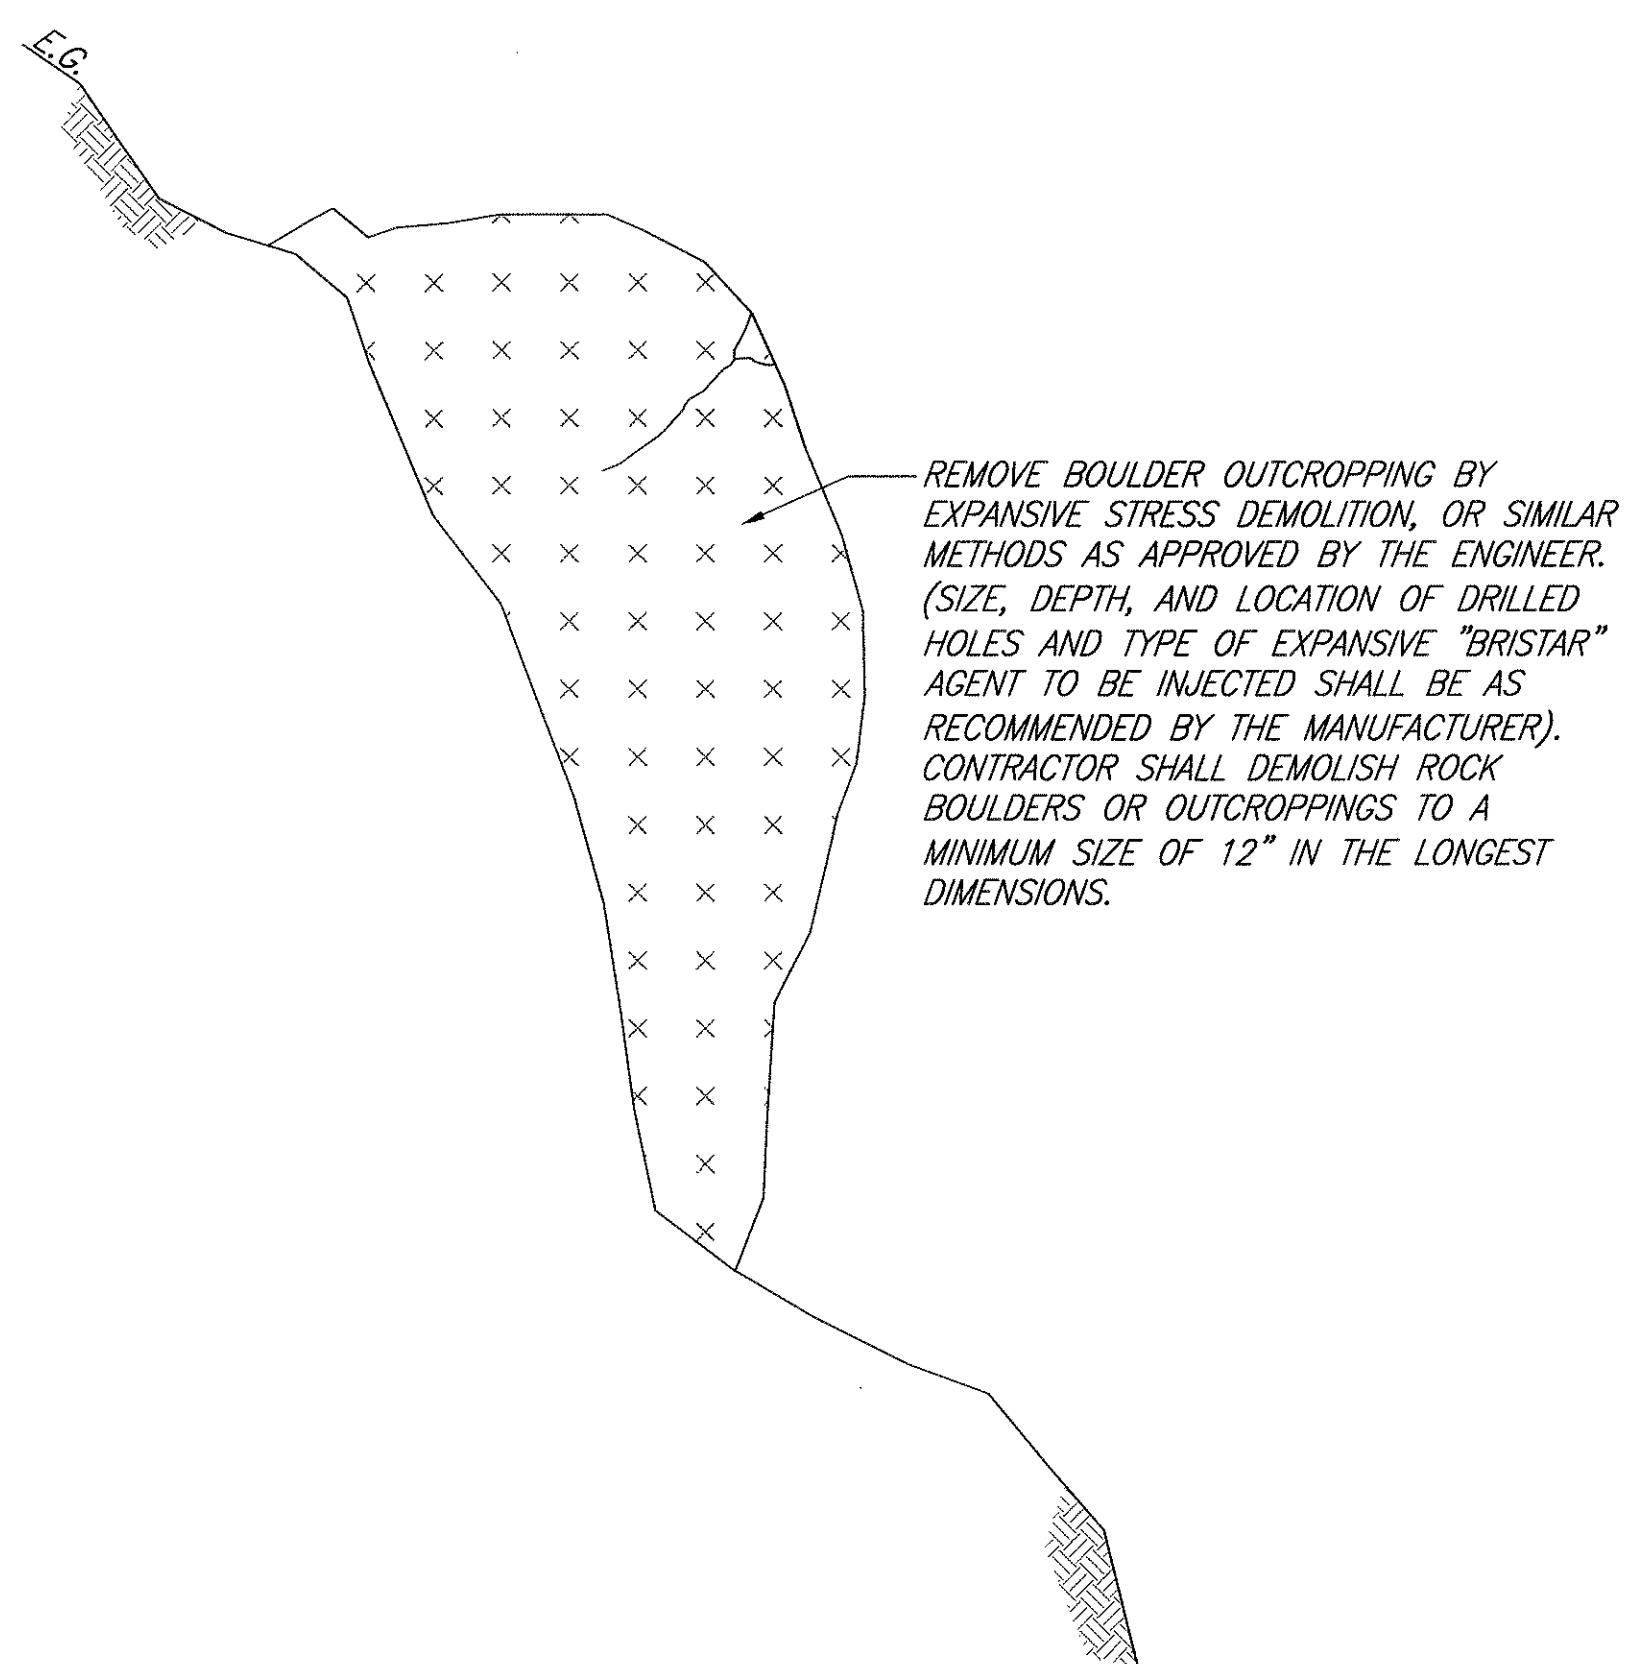 E.G.
REMOVE BOULDER OUTCROPPING BY
EXPANSIVE STRESS DEMOLITION, OR SIMILAR
METHODS AS APPROVED BY THE ENGINEER.
(SIZE, DEPTH, AND LOCATION OF DRILLED
HOLES AND TYPE OF EXPANSIVE "BRISTAR"
AGENT TO BE INJECTED SHALL BE AS
RECOMMENDED BY THE MANUFACTURER).
CONTRACTOR SHALL DEMOLISH ROCK
BOULDERS OR OUTCROPPINGS TO A
MINIMUM SIZE OF 12" IN THE LONGEST
DIMENSIONS.